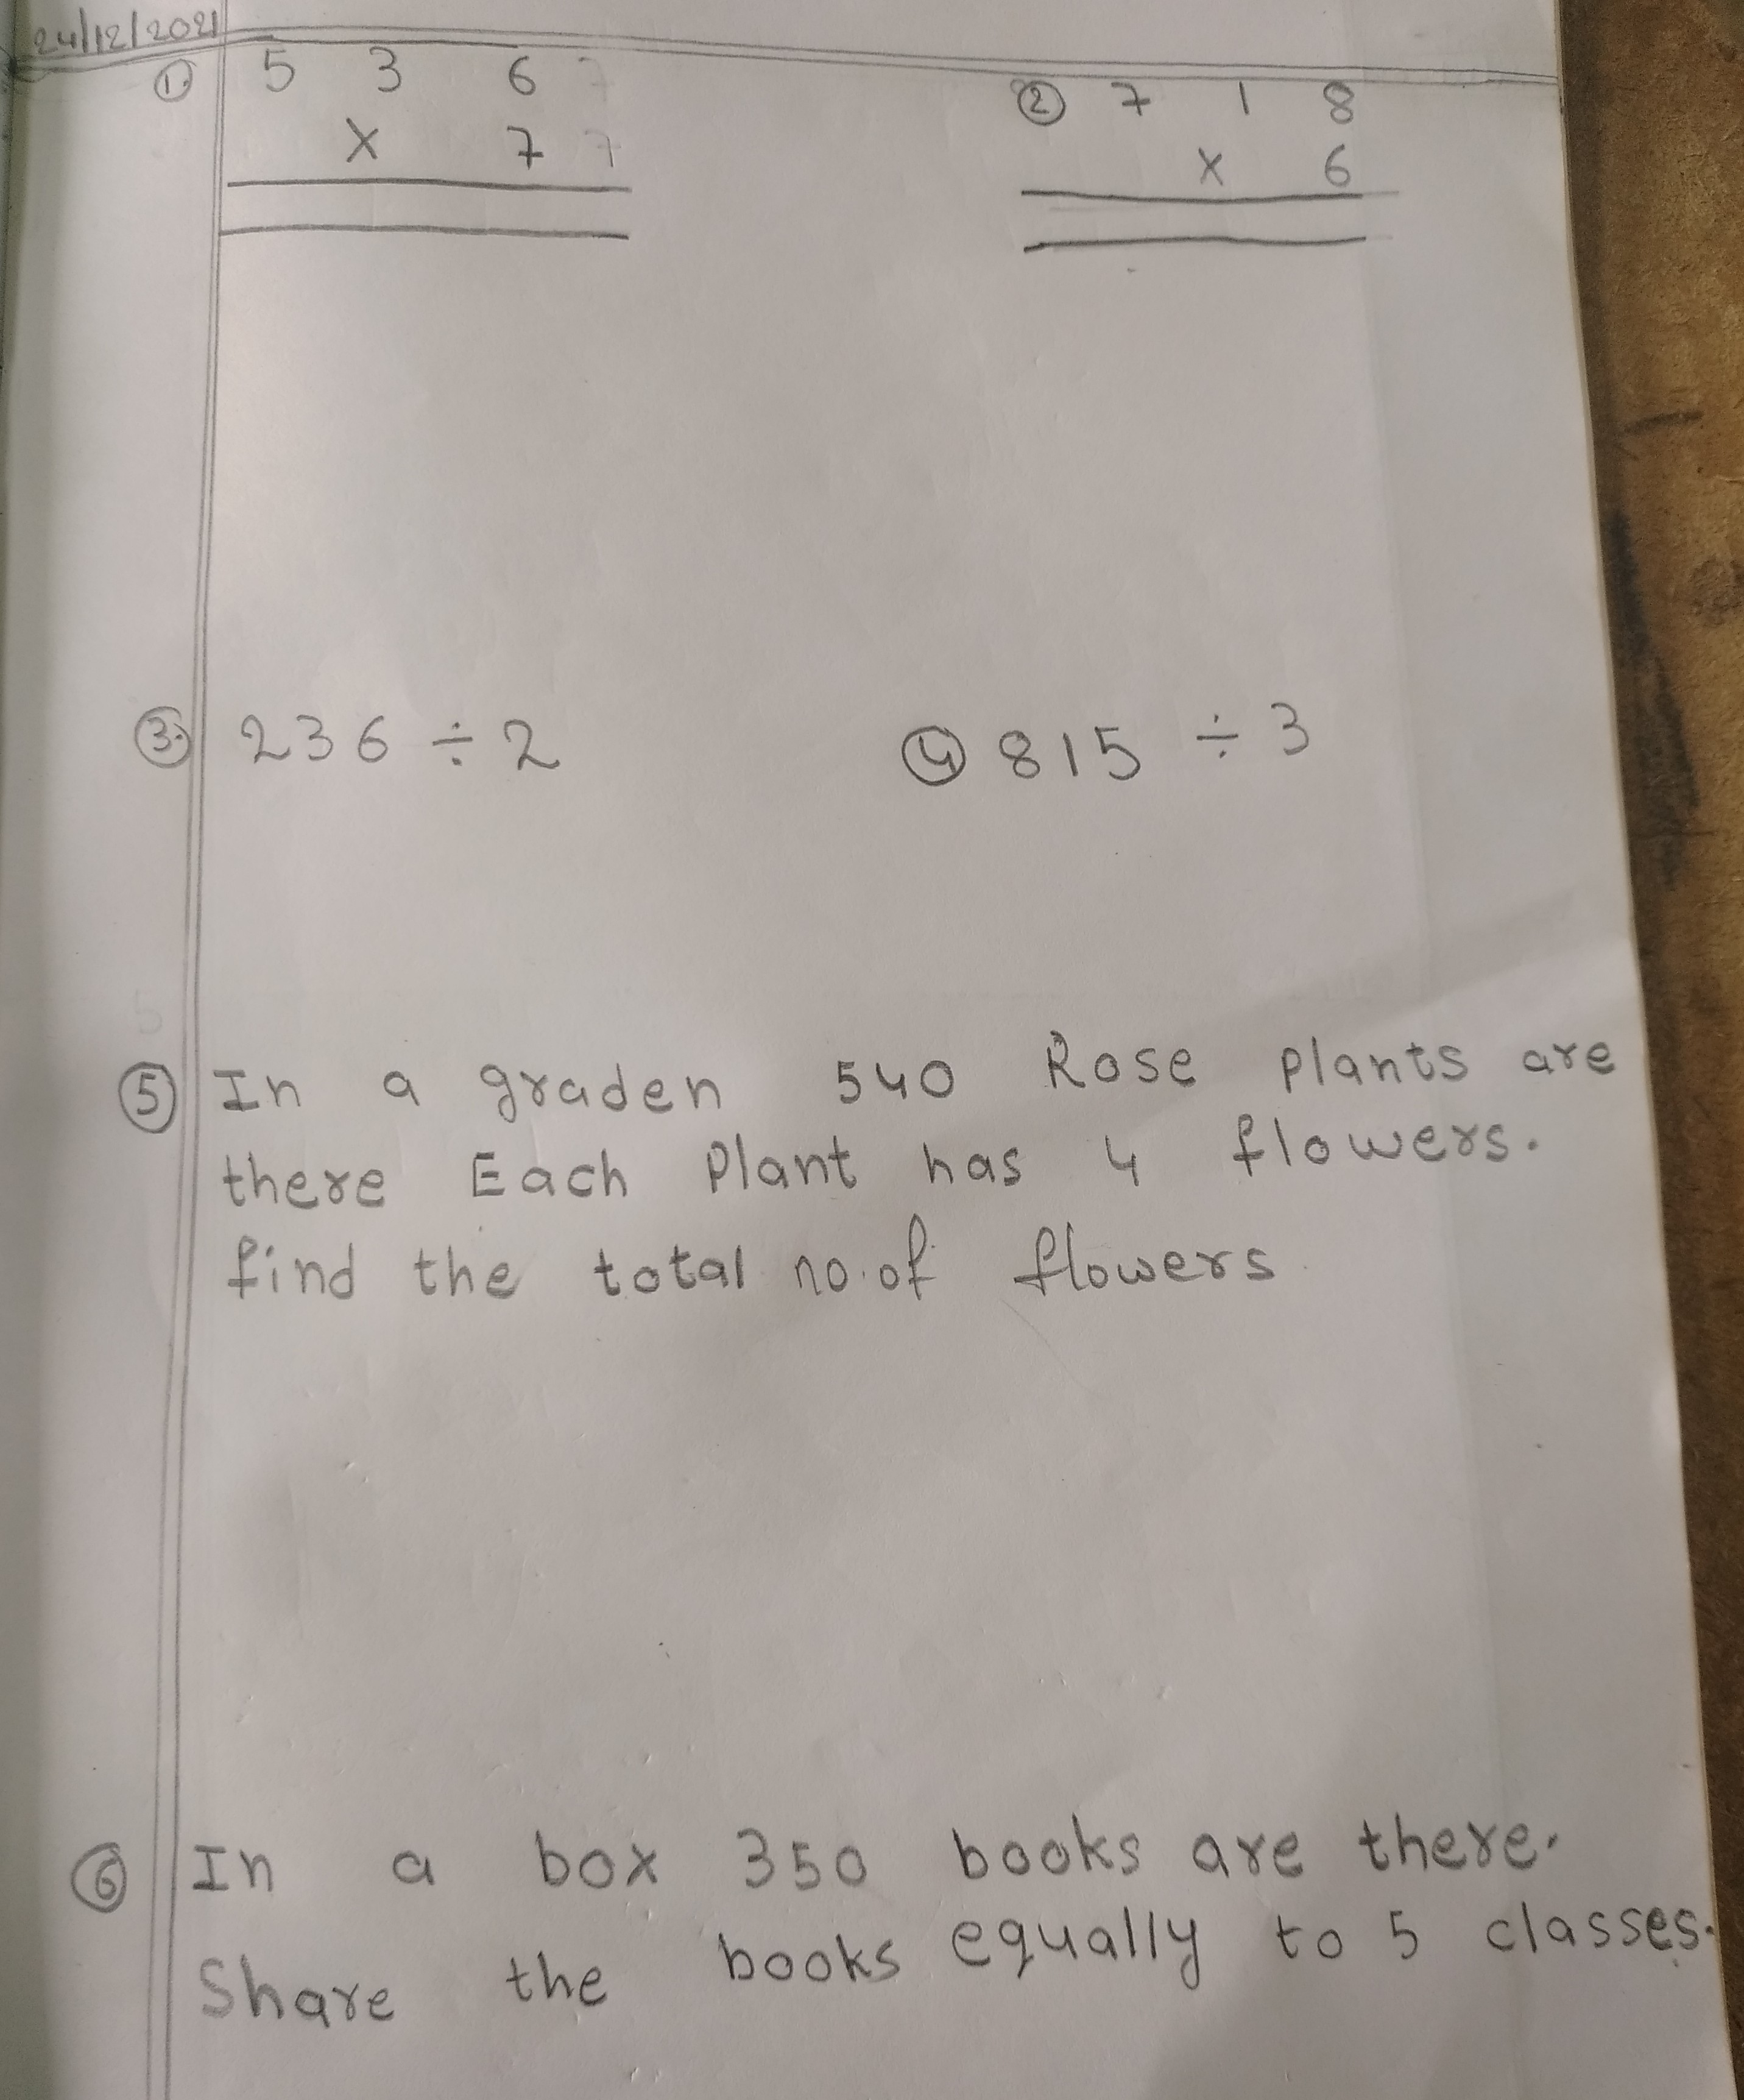 24/12/2021
① 5 3 6
x 7
② 7 1 8
x 6
③ 236 ÷ 2
④ 815 ÷ 3
⑤ In a graden 540 Rose plants are
there Each Plant has 4 flowers.
find the total no.of flowers
⑥ In a box 350 books are there.
Share the books equally to 5 classes.